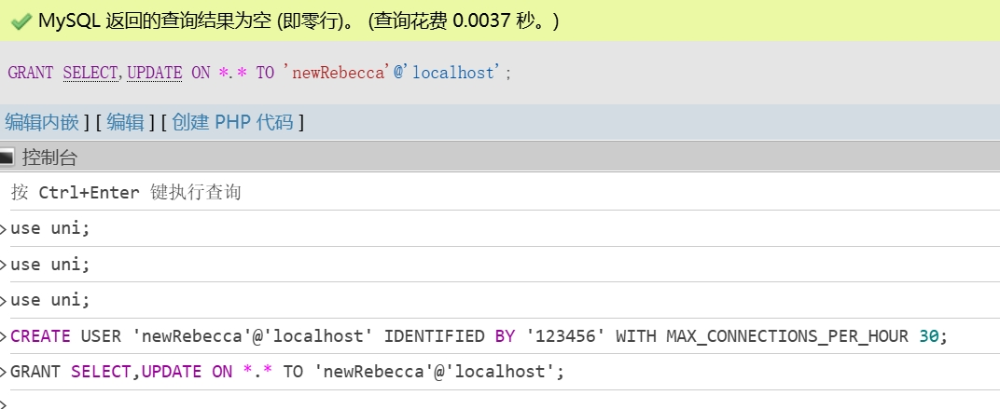 MySQL 返回的查询结果为空 (即零行)。 (查询花费 0.0037 秒。)
GRANT SELECT,UPDATE ON *.* TO 'newRebecca'@'localhost';
编辑内嵌 ] [ 编辑 ] [ 创建 PHP 代码 ]
控制台
按 Ctrl+Enter 键执行查询
>use uni;
>use uni;
>use uni;
>CREATE USER 'newRebecca'@'localhost' IDENTIFIED BY '123456' WITH MAX_CONNECTIONS_PER_HOUR 30;
>GRANT SELECT,UPDATE ON *.* TO 'newRebecca'@'localhost';
>